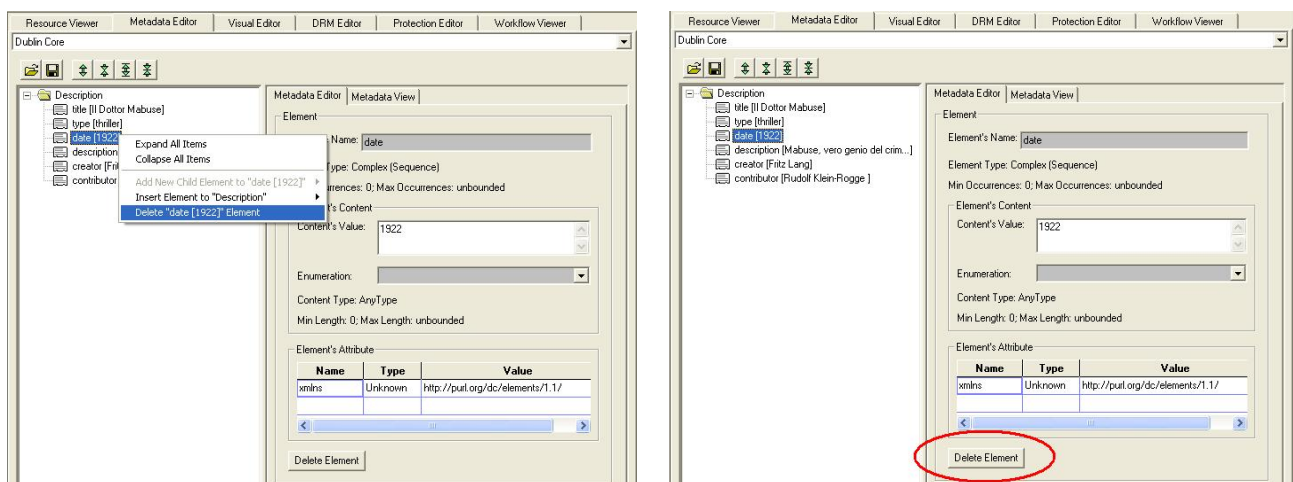 Resource Viewer Metadata Editor Visual Editor DRM Editor Protection Editor Workflow Viewer
Dublin Core
Description
title [Il Dottor Mabuse]
type [thriller]
date [1922]
description
creator [Fri
contributor
Expand All Items
Collapse All Items
Add New Child Element to "date [1922]"
Insert Element to "Description"
Delete "date [1922]" Element
Metadata Editor Metadata View
Element
Name: date
Type: Complex (Sequence)
urrences: 0; Max Occurrences: unbounded
t's Content
Content's Value: 1922
Enumeration:
Content Type: AnyType
Min Length: 0; Max Length: unbounded
Element's Attribute
Name Type Value
xmlns Unknown http://purl.org/dc/elements/1.1/
Delete Element
Resource Viewer Metadata Editor Visual Editor DRM Editor Protection Editor Workflow Viewer
Dublin Core
Description
title [Il Dottor Mabuse]
type [thriller]
date [1922]
description [Mabuse, vero genio del crim...]
creator [Fritz Lang]
contributor [Rudolf Klein-Rogge ]
Metadata Editor Metadata View
Element
Element's Name: date
Element Type: Complex (Sequence)
Min Occurrences: 0; Max Occurrences: unbounded
Element's Content
Content's Value: 1922
Enumeration:
Content Type: AnyType
Min Length: 0; Max Length: unbounded
Element's Attribute
Name Type Value
xmlns Unknown http://purl.org/dc/elements/1.1/
Delete Element